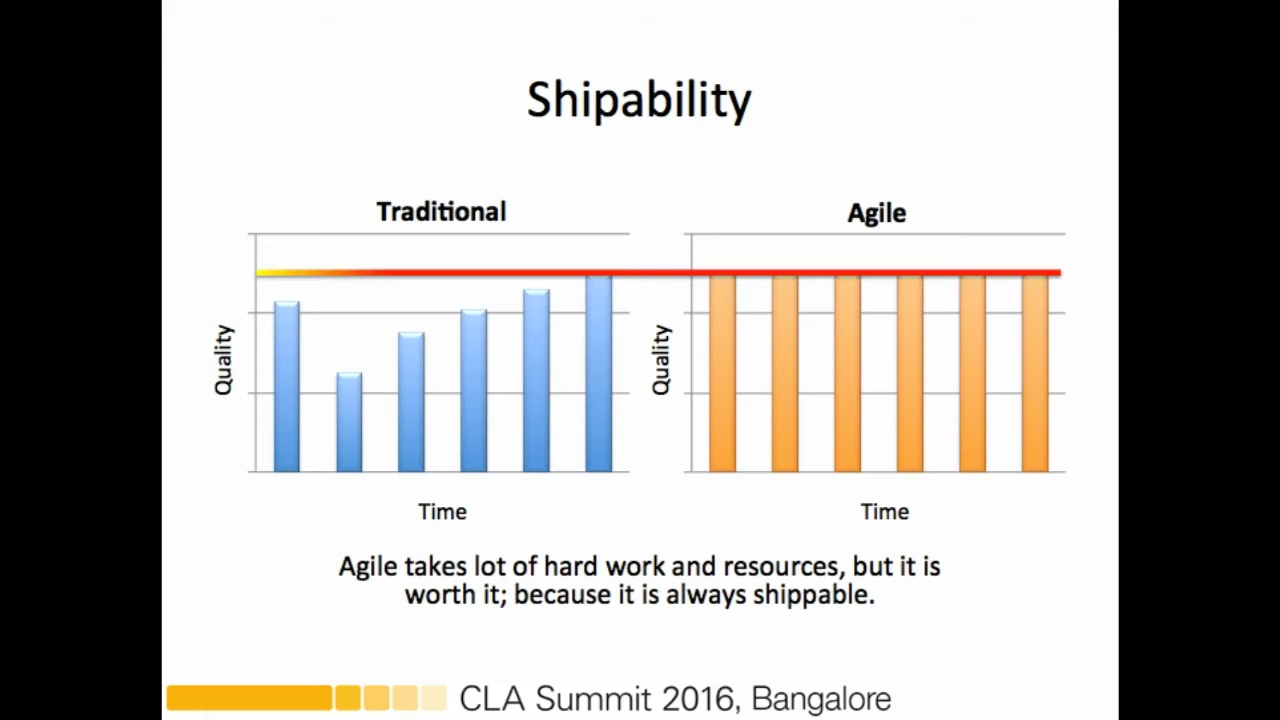 Shipability
Traditional
Agile
Quality
Quality
Time
Time
Agile takes lot of hard work and resources, but it is
worth it; because it is always shippable.
CLA Summit 2016, Bangalore